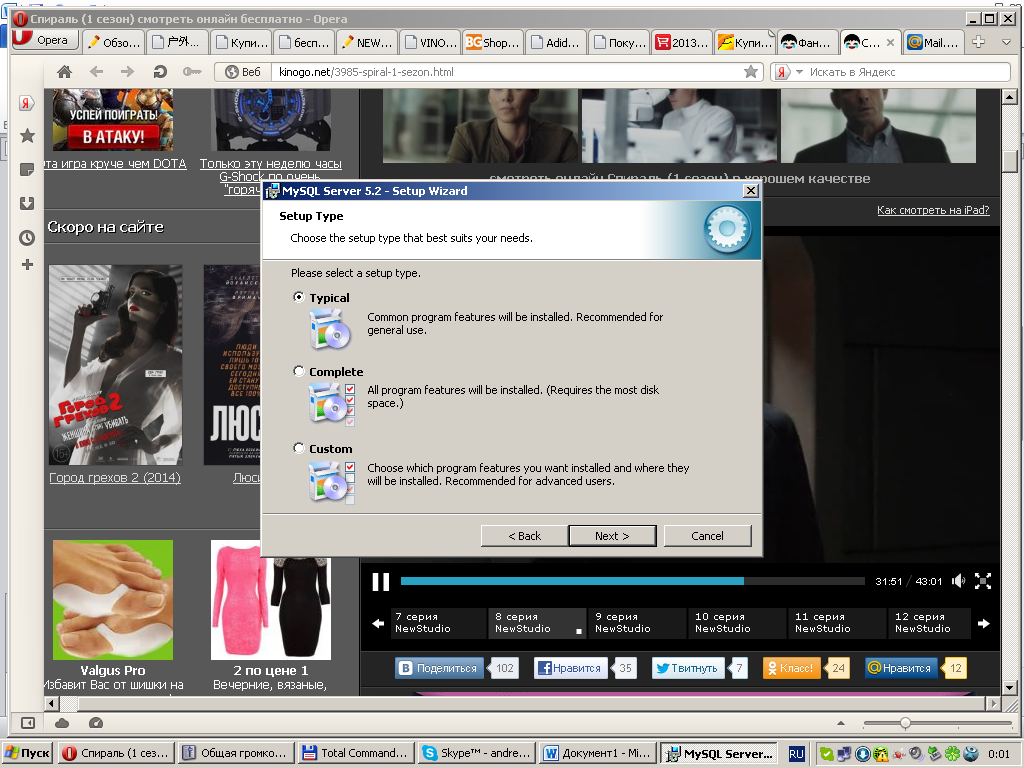 Спираль (1 сезон) смотреть онлайн бесплатно - Opera
Opera
Обзо...
户外...
Купи...
бесп...
NEW...
VINO...
Shop...
Adid...
Поку...
2013...
Купи...
Фан...
С...
Mail....
Веб
kinogo.net/3985-spiral-1-sezon.html
Искать в Яндекс
УСПЕЙ ПОИГРАТЬ!
В АТАКУ!
та игра круче чем DOTA
Только эту неделю часы
G-Shock по очень
"горяч
смотреть онлайн Спираль (1 сезон) в хорошем качестве
Как смотреть на iPad?
Скоро на сайте
MySQL Server 5.2 - Setup Wizard
Setup Type
Choose the setup type that best suits your needs.
Please select a setup type.
Typical
Common program features will be installed. Recommended for
general use.
Complete
All program features will be installed. (Requires the most disk
space.)
Custom
Choose which program features you want installed and where they
will be installed. Recommended for advanced users.
< Back
Next >
Cancel
ГОРОД
ГРЕХОВ 2
ЖЕНЩИНЫ, РАДИ КОТОРЫХ СТОИТ УБИВАТЬ
ЛЮС
Город грехов 2 (2014)
Люси
Valgus Pro
Избавит Вас от шишки на
2 по цене 1
Вечерние, вязаные,
31:51 / 43:01
7 серия
NewStudio
8 серия
NewStudio
9 серия
NewStudio
10 серия
NewStudio
11 серия
NewStudio
12 серия
NewStudio
Поделиться
102
Нравится
35
Твитнуть
7
Класс!
24
Нравится
12
Пуск
Спираль (1 сез...
Общая громко...
Total Command...
Skype™ - andre...
Документ1 - Mi...
MySQL Server...
RU
0:01